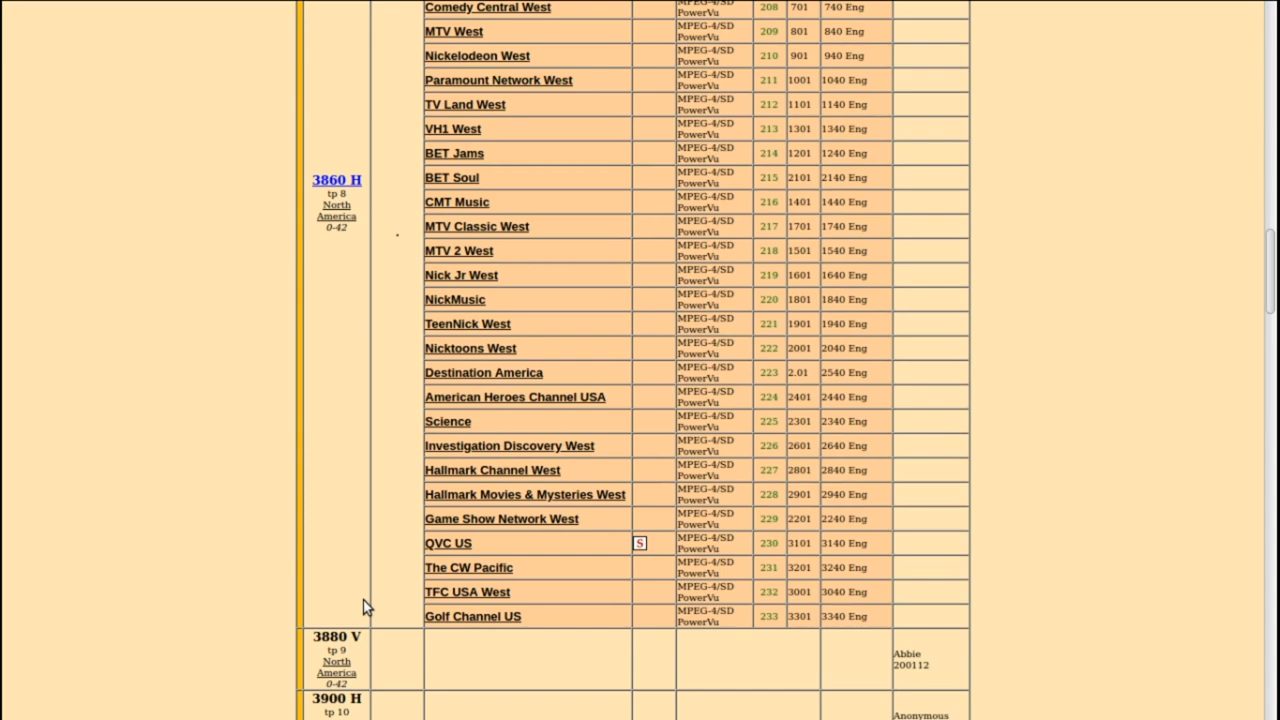 Comedy Central West MPEG-4/SD PowerVu 208 701 740 Eng
MTV West MPEG-4/SD PowerVu 209 801 840 Eng
Nickelodeon West MPEG-4/SD PowerVu 210 901 940 Eng
Paramount Network West MPEG-4/SD PowerVu 211 1001 1040 Eng
TV Land West MPEG-4/SD PowerVu 212 1101 1140 Eng
VH1 West MPEG-4/SD PowerVu 213 1301 1340 Eng
BET Jams MPEG-4/SD PowerVu 214 1201 1240 Eng
3860 H
tp 8
North
America
0-42
BET Soul MPEG-4/SD PowerVu 215 2101 2140 Eng
CMT Music MPEG-4/SD PowerVu 216 1401 1440 Eng
MTV Classic West MPEG-4/SD PowerVu 217 1701 1740 Eng
MTV 2 West MPEG-4/SD PowerVu 218 1501 1540 Eng
Nick Jr West MPEG-4/SD PowerVu 219 1601 1640 Eng
NickMusic MPEG-4/SD PowerVu 220 1801 1840 Eng
TeenNick West MPEG-4/SD PowerVu 221 1901 1940 Eng
Nicktoons West MPEG-4/SD PowerVu 222 2001 2040 Eng
Destination America MPEG-4/SD PowerVu 223 2.01 2540 Eng
American Heroes Channel USA MPEG-4/SD PowerVu 224 2401 2440 Eng
Science MPEG-4/SD PowerVu 225 2301 2340 Eng
Investigation Discovery West MPEG-4/SD PowerVu 226 2601 2640 Eng
Hallmark Channel West MPEG-4/SD PowerVu 227 2801 2840 Eng
Hallmark Movies & Mysteries West MPEG-4/SD PowerVu 228 2901 2940 Eng
Game Show Network West MPEG-4/SD PowerVu 229 2201 2240 Eng
QVC US S MPEG-4/SD PowerVu 230 3101 3140 Eng
The CW Pacific MPEG-4/SD PowerVu 231 3201 3240 Eng
TFC USA West MPEG-4/SD PowerVu 232 3001 3040 Eng
Golf Channel US MPEG-4/SD PowerVu 233 3301 3340 Eng
3880 V
tp 9
North
America
0-42
Abbie
200112
3900 H
tp 10
Anonymous